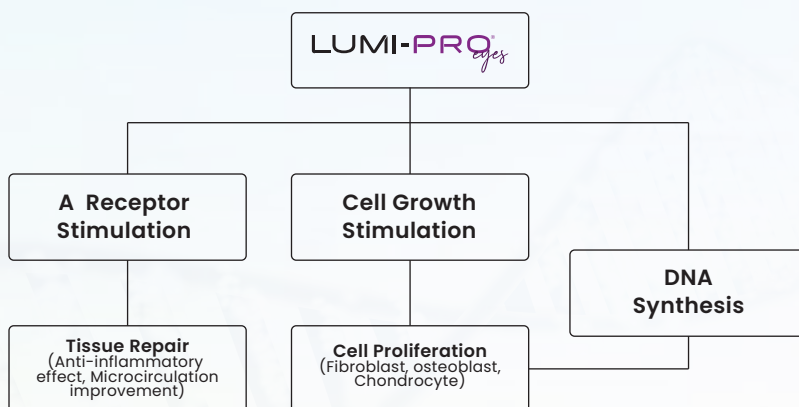 LUMI-PRO®
eyes
A Receptor
Stimulation
Cell Growth
Stimulation
DNA
Synthesis
Tissue Repair
(Anti-inflammatory
effect, Microcirculation
improvement)
Cell Proliferation
(Fibroblast, osteoblast,
Chondrocyte)